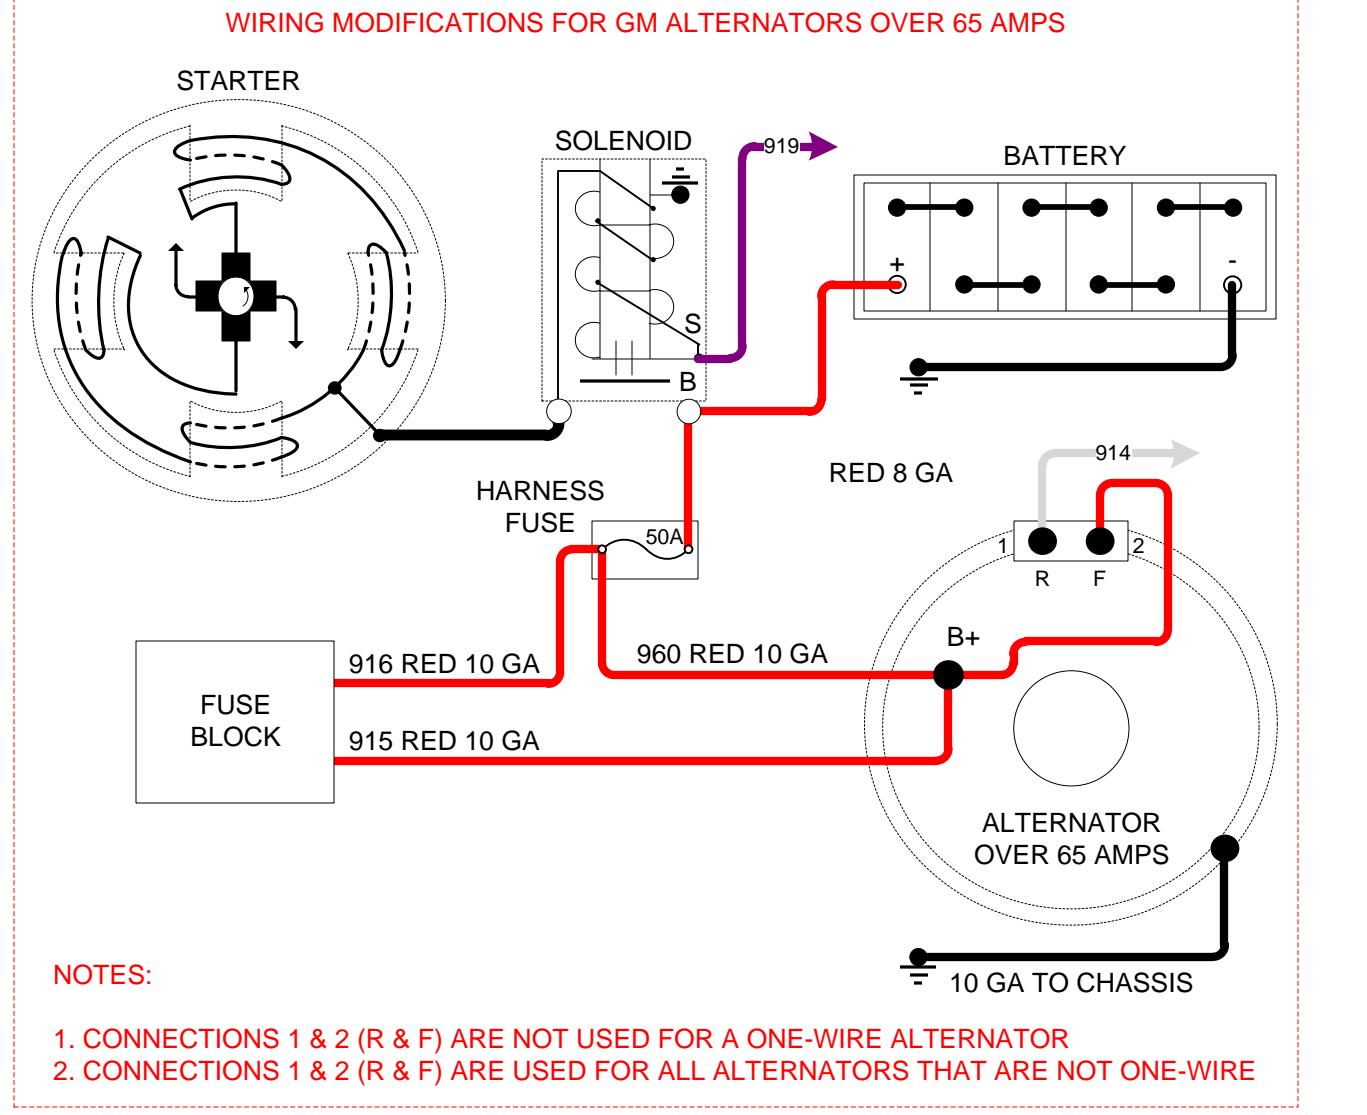 WIRING MODIFICATIONS FOR GM ALTERNATORS OVER 65 AMPS
STARTER
SOLENOID
919
BATTERY
+
-
S
B
914
RED 8 GA
HARNESS
FUSE
50A
1
2
R
F
B+
916 RED 10 GA
960 RED 10 GA
FUSE
BLOCK
915 RED 10 GA
ALTERNATOR
OVER 65 AMPS
10 GA TO CHASSIS
NOTES:
1. CONNECTIONS 1 & 2 (R & F) ARE NOT USED FOR A ONE-WIRE ALTERNATOR
2. CONNECTIONS 1 & 2 (R & F) ARE USED FOR ALL ALTERNATORS THAT ARE NOT ONE-WIRE